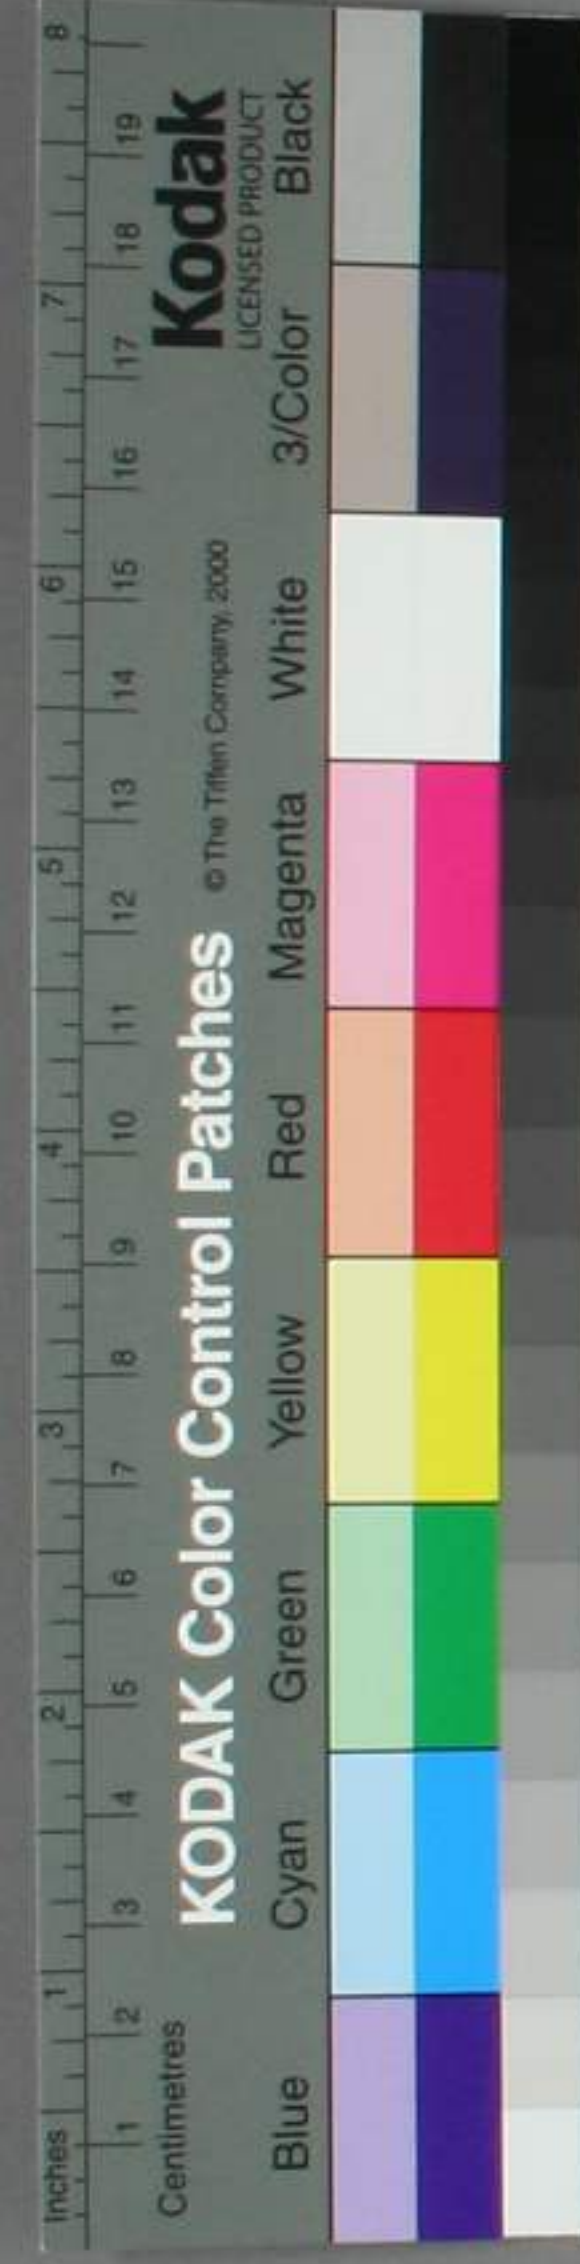 Inches 1 2 3 4 5 6 7 8
1 2 3 4 5 6 7 8 9 10 11 12 13 14 15 16 17 18 19
Centimetres
KODAK Color Control Patches © The Tiffen Company, 2000 Kodak
LICENSED PRODUCT
Blue Cyan Green Yellow Red Magenta White 3/Color Black